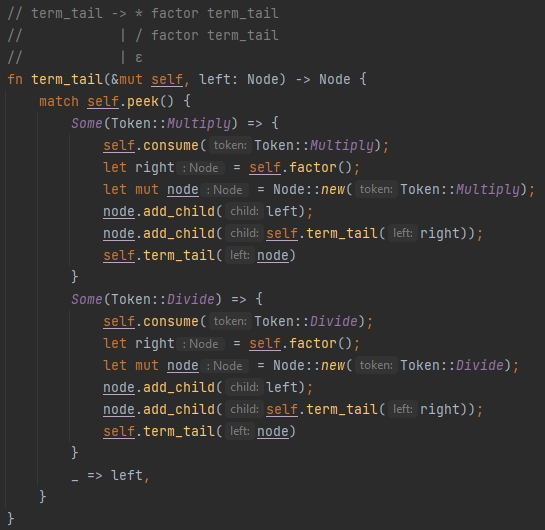 // term_tail -> * factor term_tail
//            | / factor term_tail
//            | ε
fn term_tail(&mut self, left: Node) -> Node {
    match self.peek() {
        Some(Token::Multiply) => {
            self.consume( token: Token::Multiply);
            let right : Node = self.factor();
            let mut node : Node = Node::new( token: Token::Multiply);
            node.add_child( child: left);
            node.add_child( child: self.term_tail( left: right));
            self.term_tail( left: node)
        }
        Some(Token::Divide) => {
            self.consume( token: Token::Divide);
            let right : Node = self.factor();
            let mut node : Node = Node::new( token: Token::Divide);
            node.add_child( child: left);
            node.add_child( child: self.term_tail( left: right));
            self.term_tail( left: node)
        }
        _ => left,
    }
}